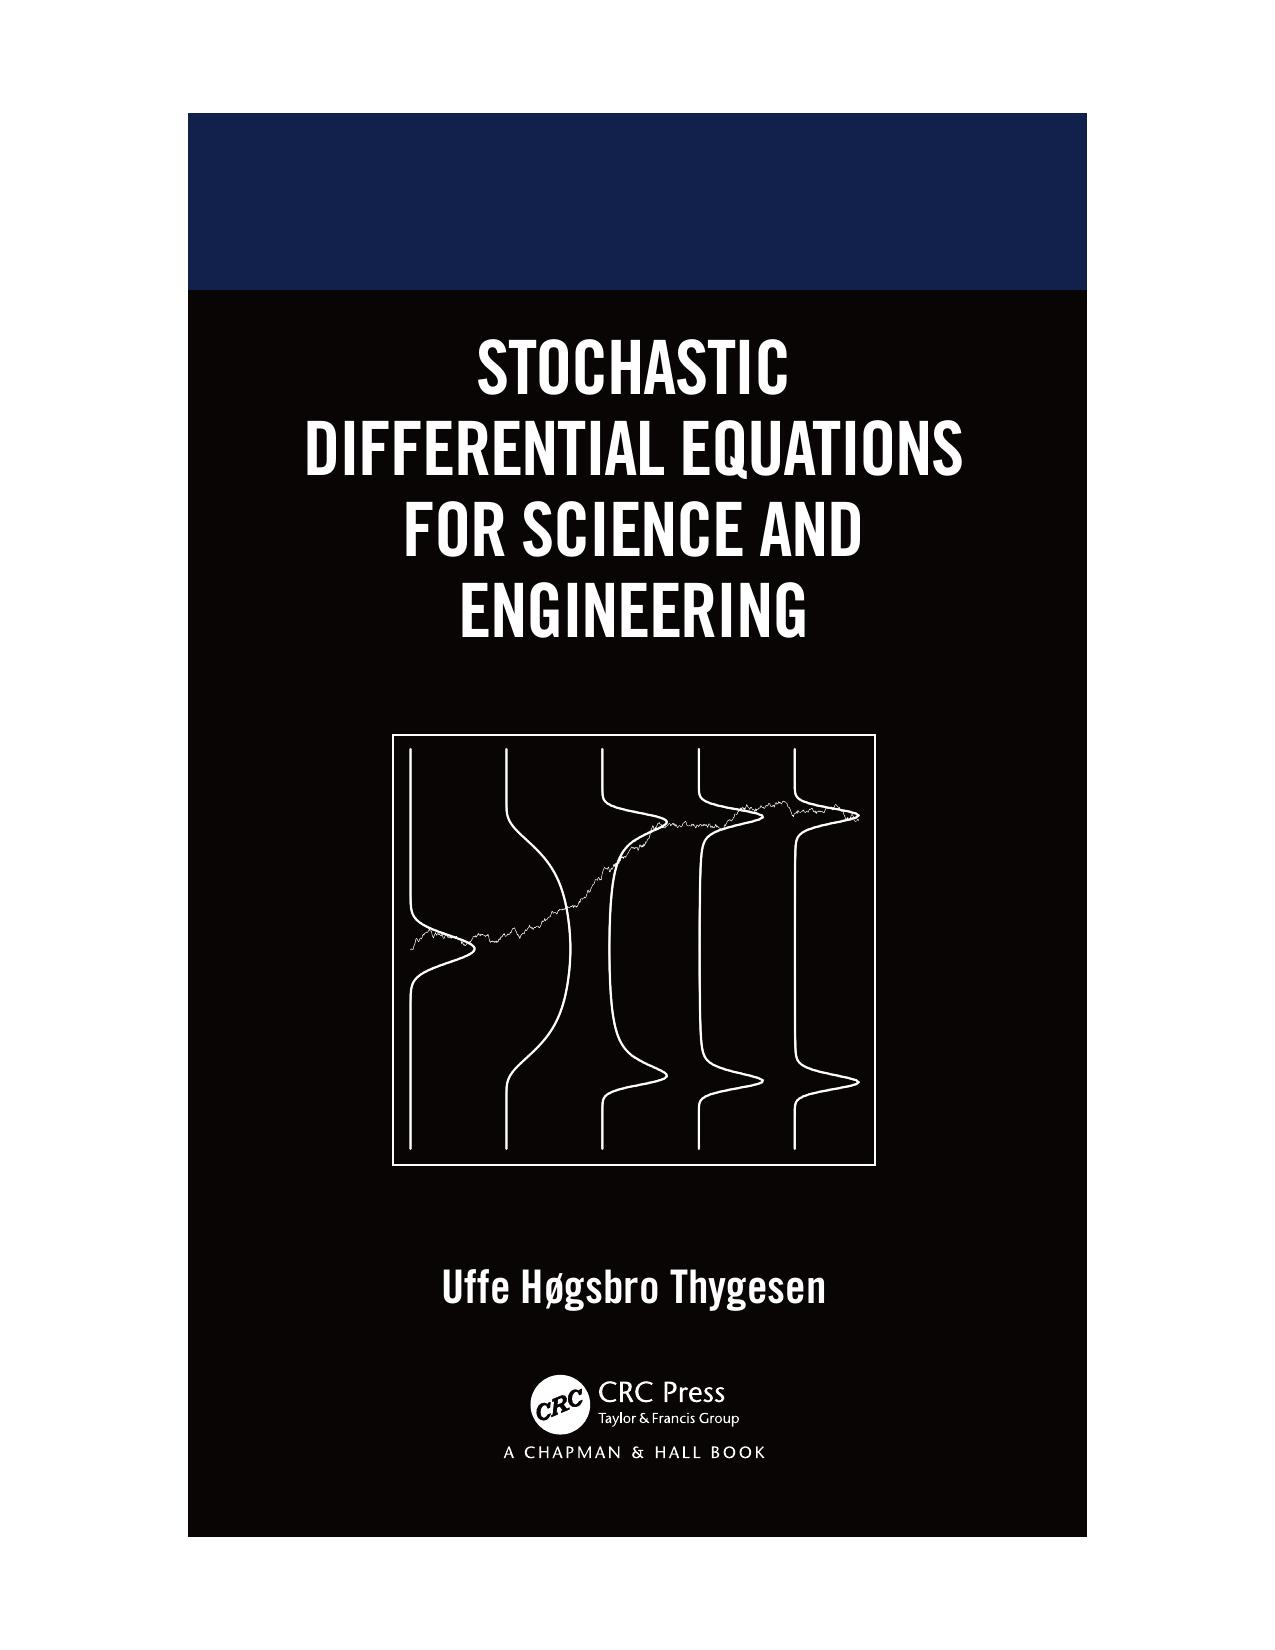 STOCHASTIC
DIFFERENTIAL EQUATIONS
FOR SCIENCE AND
ENGINEERING
Uffe Høgsbro Thygesen
CRC
CRC Press
Taylor & Francis Group
A CHAPMAN & HALL BOOK